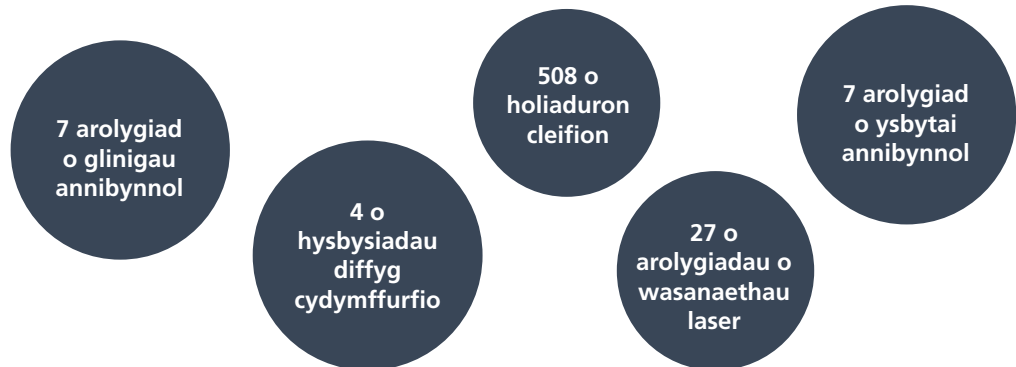 7 arolygiad
o glinigau
annibynnol
4 o
hysbysiadau
diffyg
cydymffurfio
508 o
holiaduron
cleifion
27 o
arolygiadau o
wasanaethau
laser
7 arolygiad
o ysbytai
annibynnol